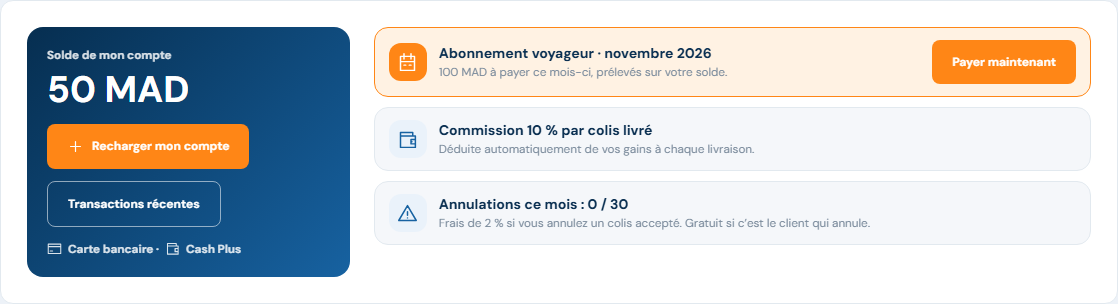 Solde de mon compte
50 MAD
Recharger mon compte
Transactions récentes
Carte bancaire · Cash Plus
Abonnement voyageur · novembre 2026
100 MAD à payer ce mois-ci, prélevés sur votre solde.
Payer maintenant
Commission 10 % par colis livré
Déduite automatiquement de vos gains à chaque livraison.
Annulations ce mois : 0 / 30
Frais de 2 % si vous annulez un colis accepté. Gratuit si c’est le client qui annule.